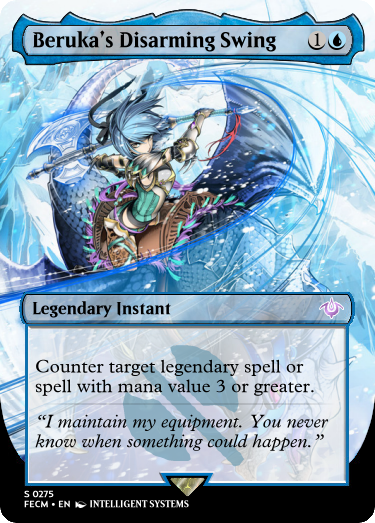 Beruka's Disarming Swing 1
Legendary Instant
Counter target legendary spell or
spell with mana value 3 or greater.
“I maintain my equipment. You never
know when something could happen.”
S 0275
FECM • EN INTELLIGENT SYSTEMS